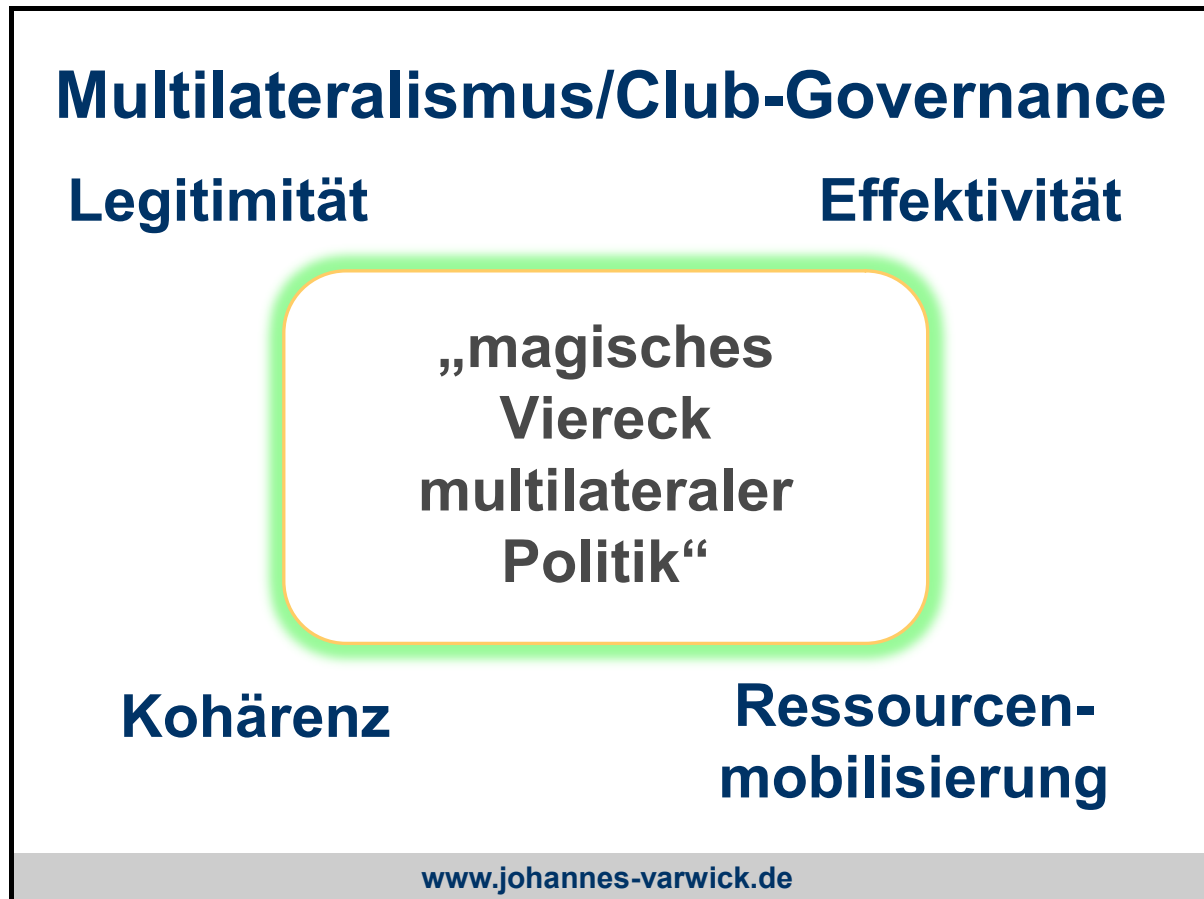 Multilateralismus/Club-Governance
Legitimität
Effektivität
„magisches
Viereck
multilateraler
Politik“
Kohärenz
Ressourcen-
mobilisierung
www.johannes-varwick.de